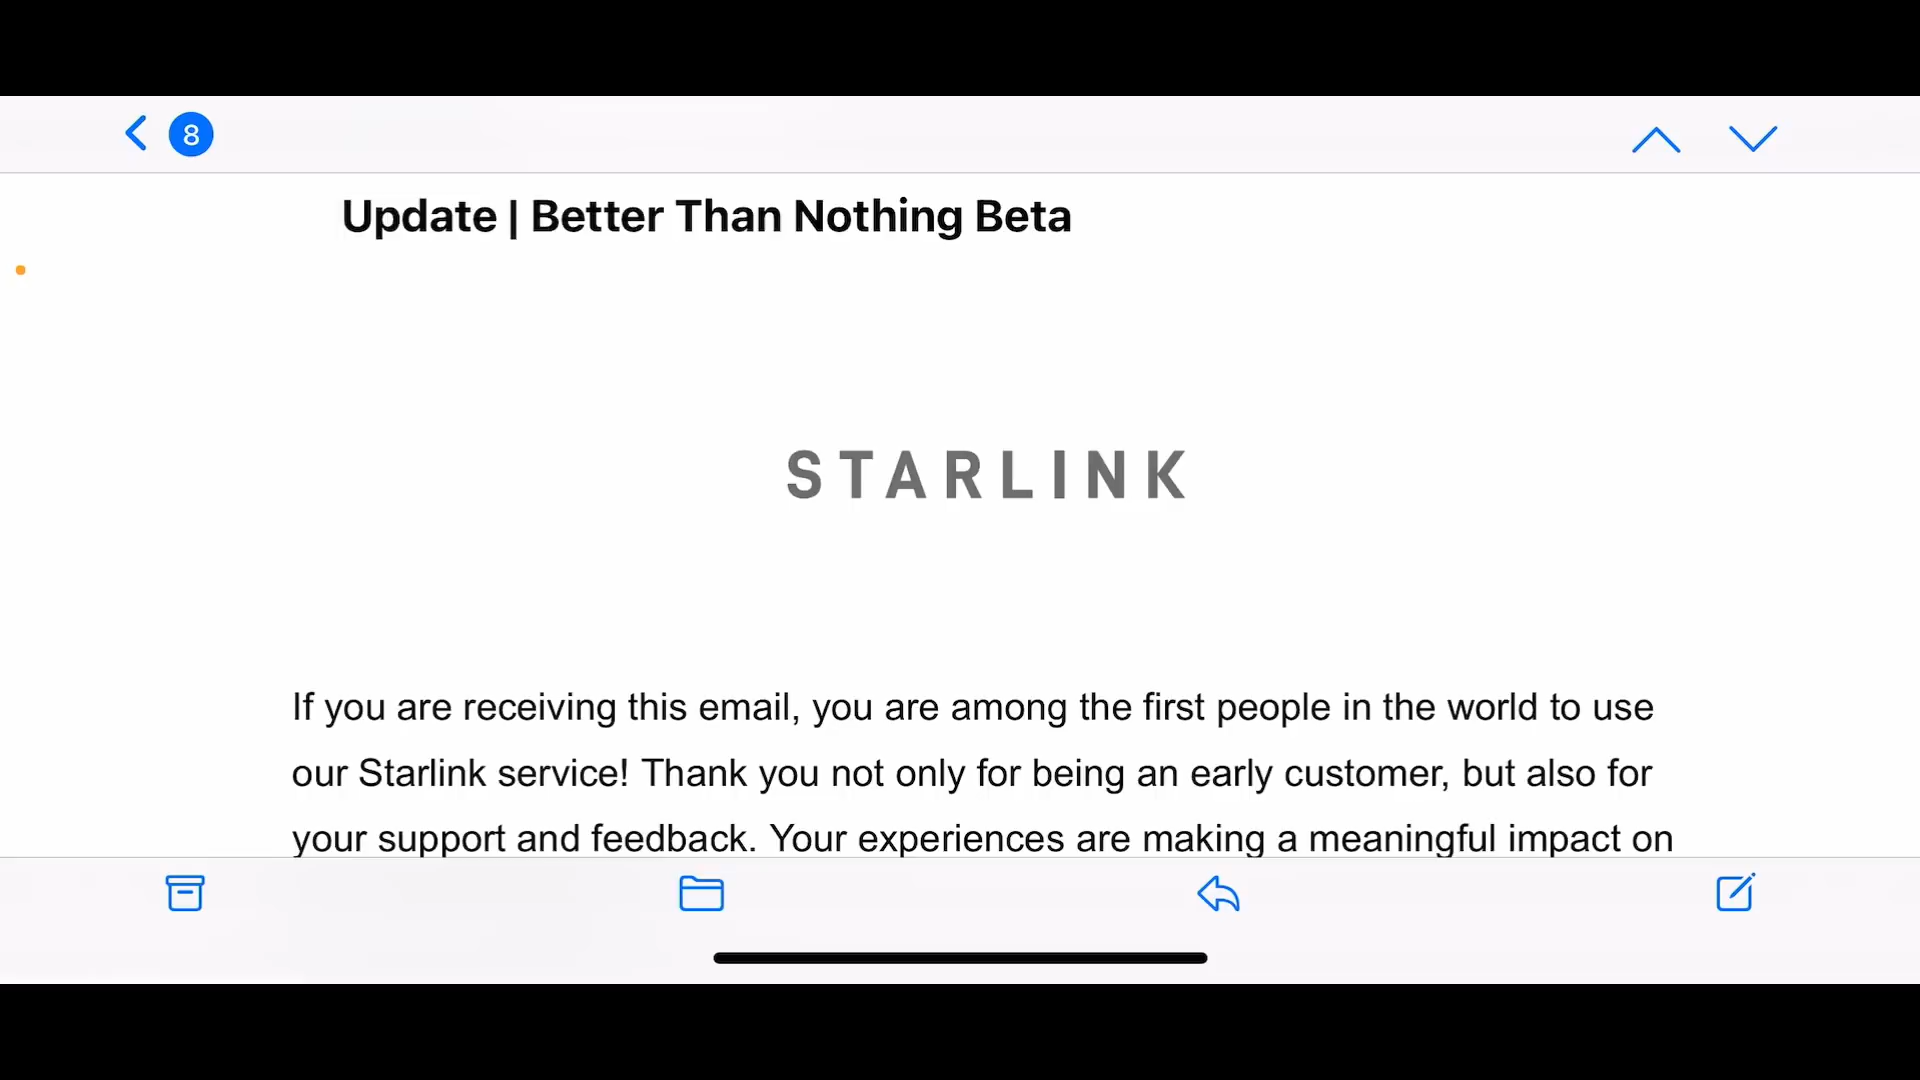 8
Update | Better Than Nothing Beta
STARLINK
If you are receiving this email, you are among the first people in the world to use
our Starlink service! Thank you not only for being an early customer, but also for
your support and feedback. Your experiences are making a meaningful impact on